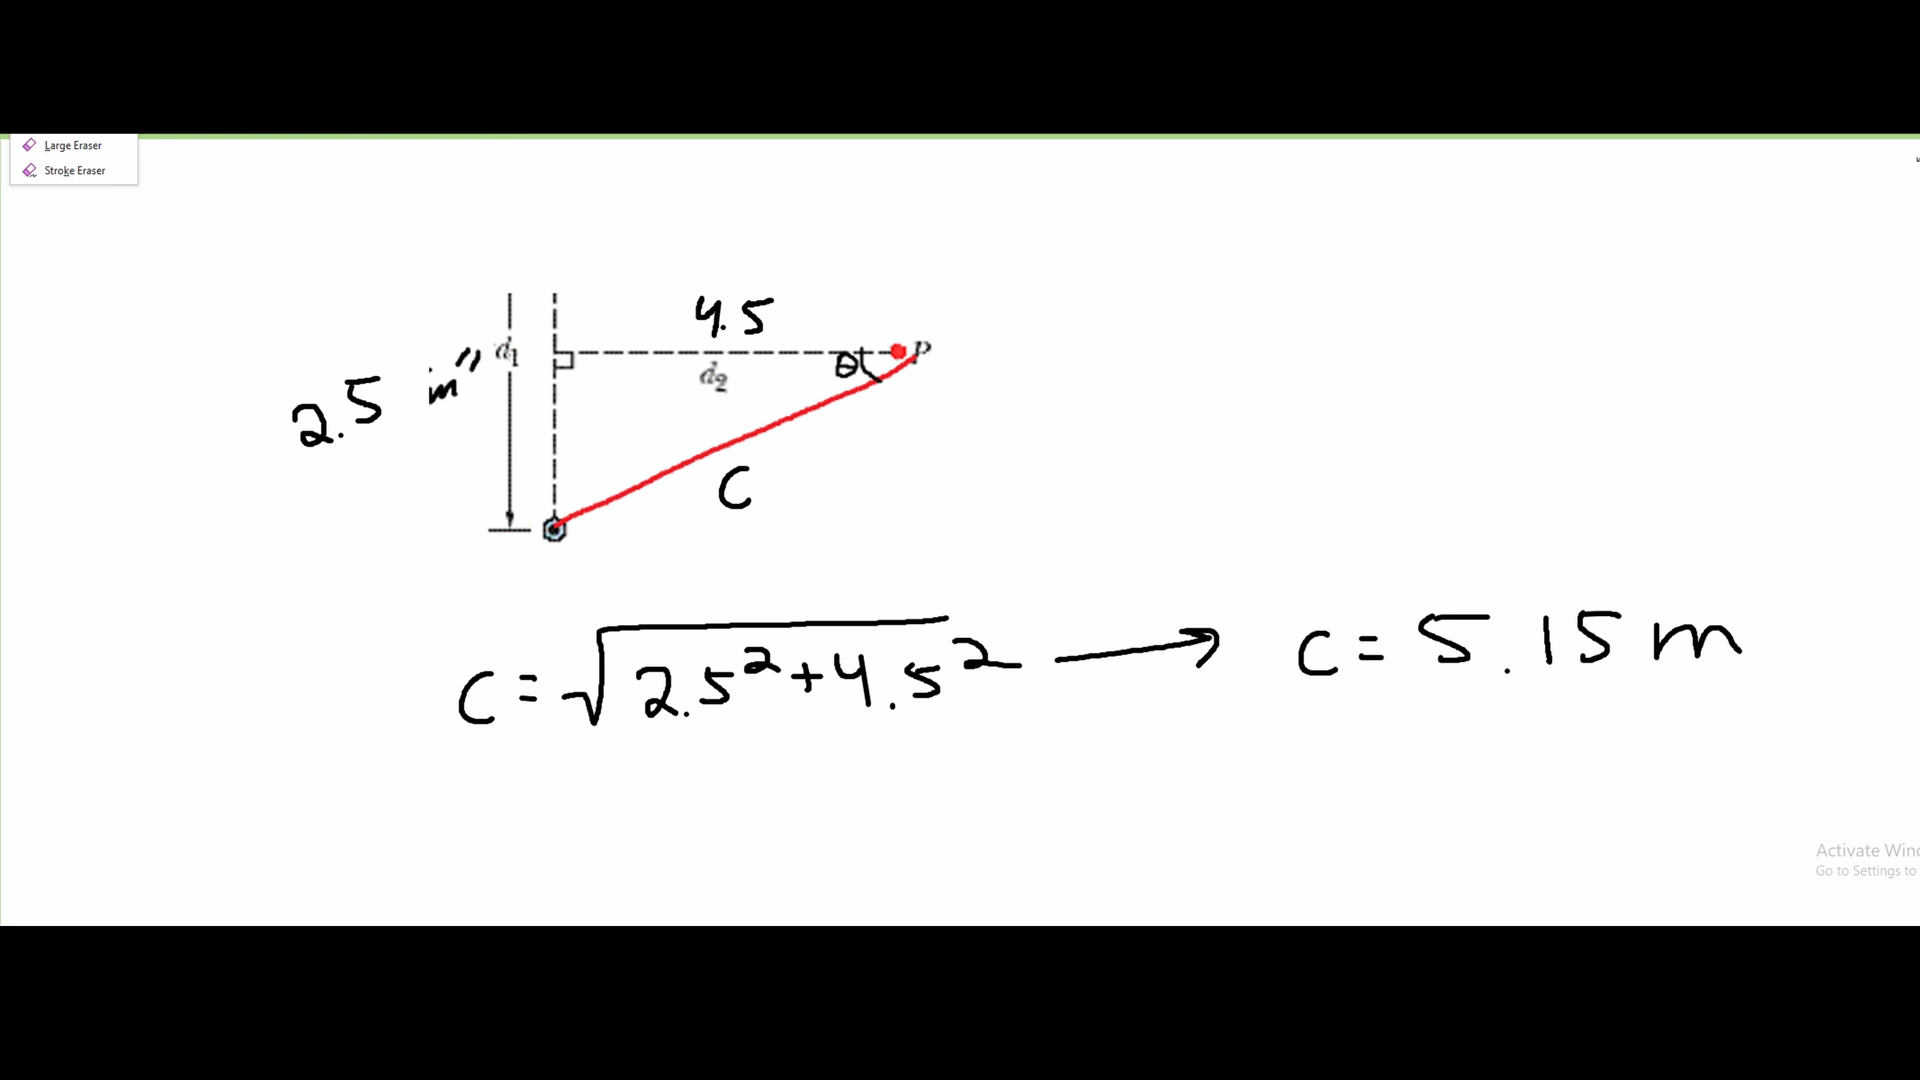 Large Eraser
Stroke Eraser
4.5
d₁
P
θ
d₂
2.5
C
C = √2.5² + 4.5² → C = 5.15 m
Activate Wind
Go to Settings to